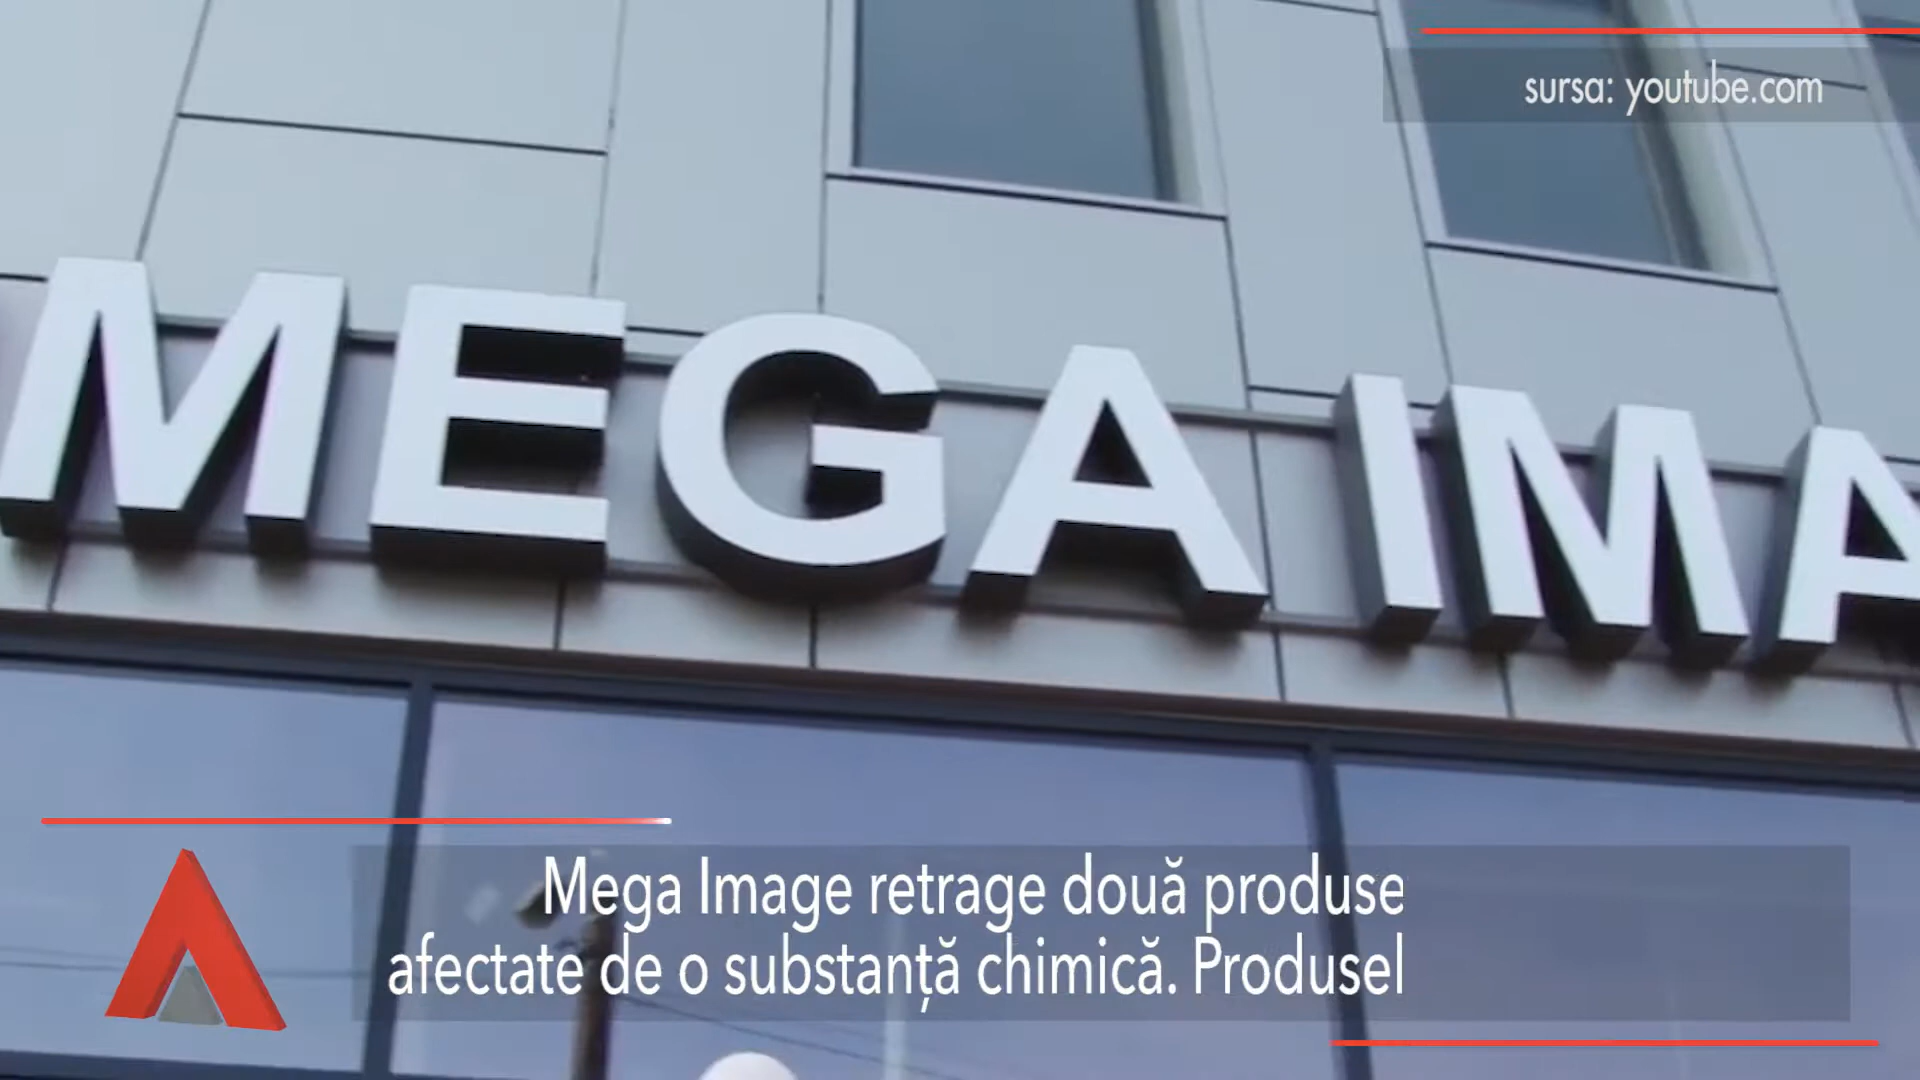 sursa: youtube.com
MEGA IMA
Mega Image retrage două produse
afectate de o substanță chimică. Produsel